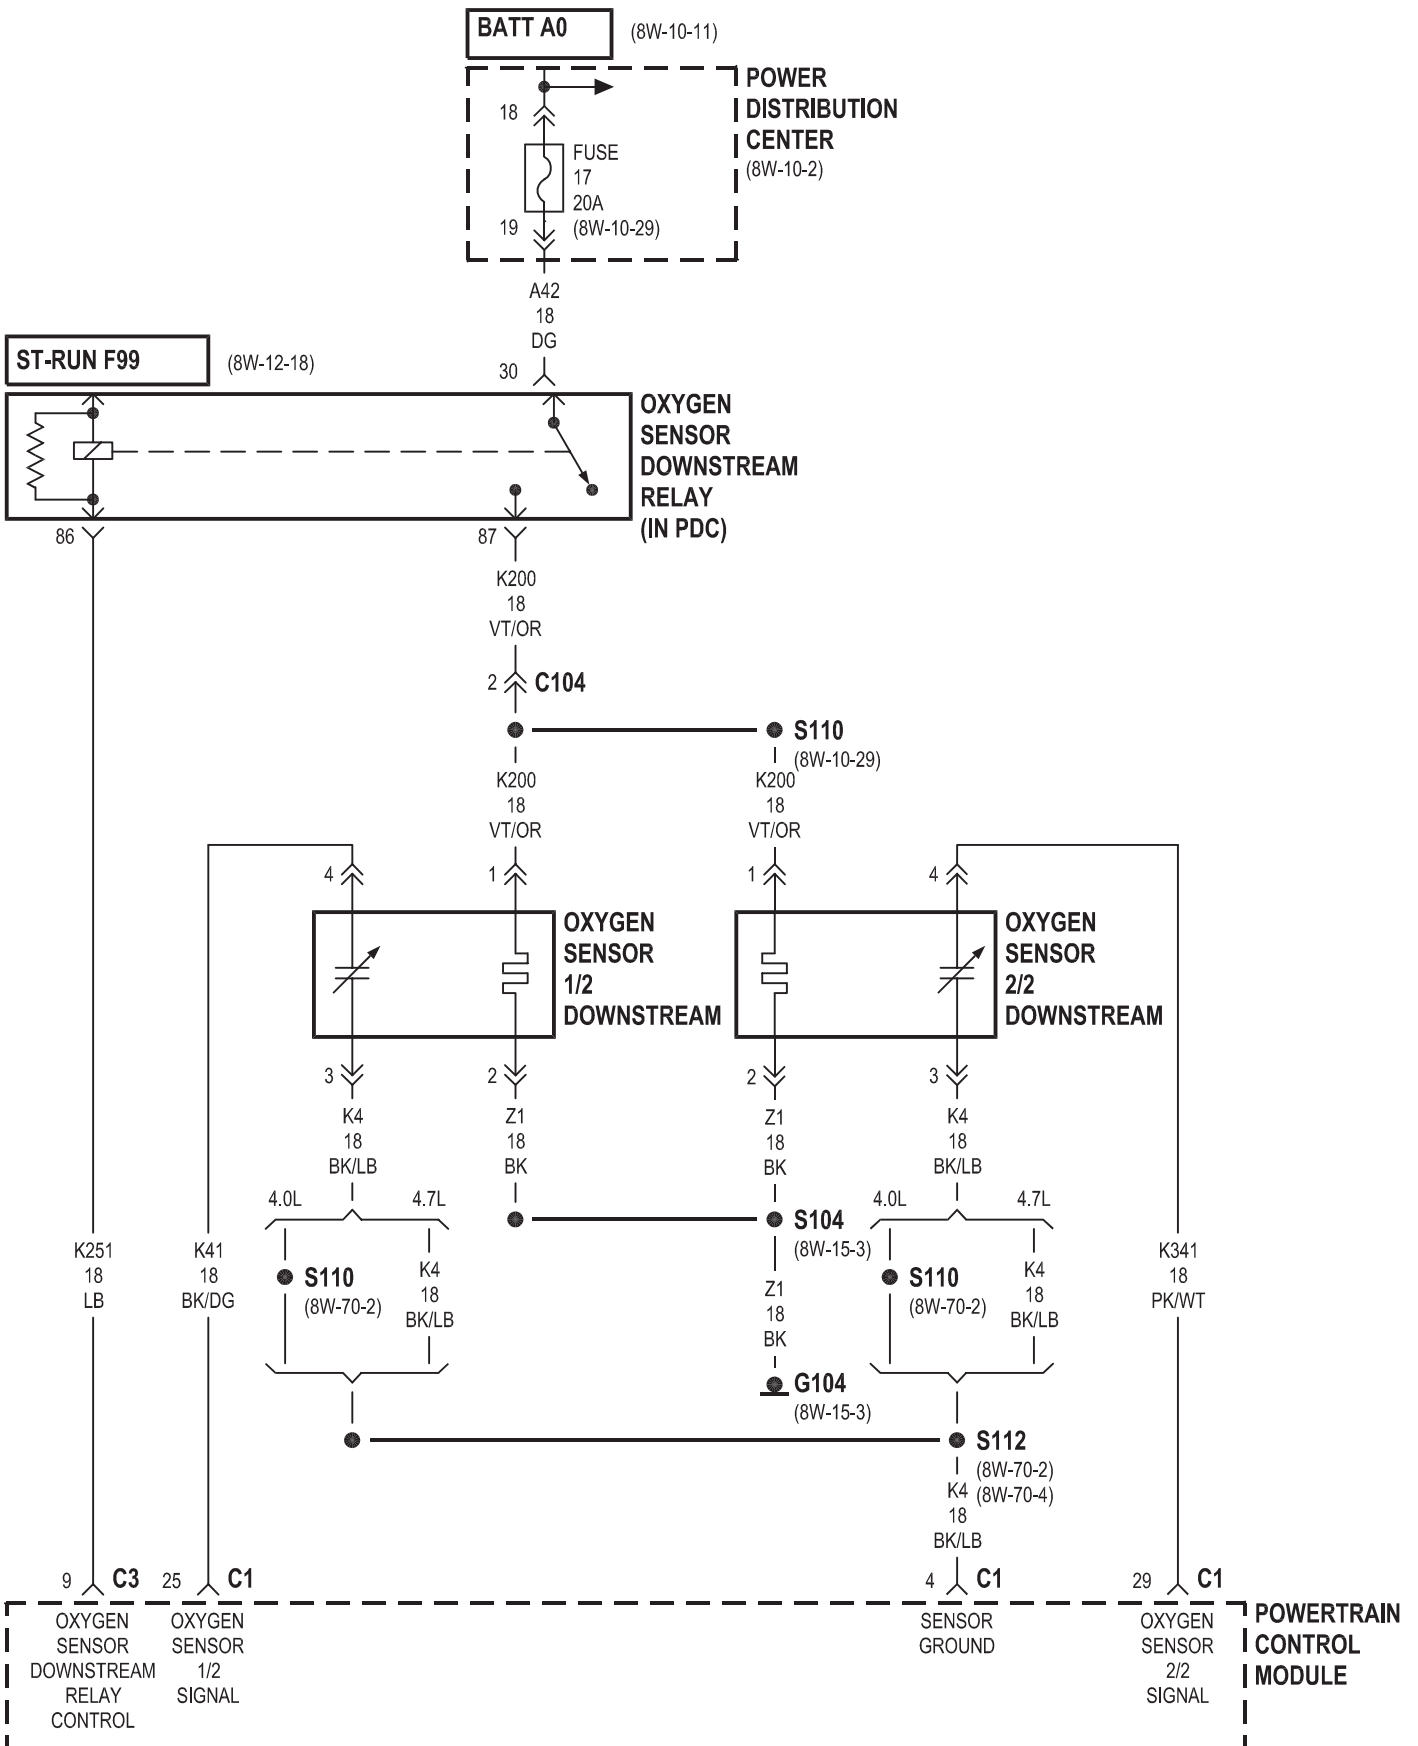 BATT A0
(8W-10-11)
POWER
DISTRIBUTION
CENTER
(8W-10-2)
18
FUSE
17
20A
(8W-10-29)
19
A42
18
DG
ST-RUN F99
(8W-12-18)
30
OXYGEN
SENSOR
DOWNSTREAM
RELAY
(IN PDC)
86
87
K200
18
VT/OR
2
C104
S110
(8W-10-29)
K200
18
VT/OR
K200
18
VT/OR
4
1
1
4
OXYGEN
SENSOR
1/2
DOWNSTREAM
OXYGEN
SENSOR
2/2
DOWNSTREAM
3
2
2
3
K4
18
BK/LB
Z1
18
BK
Z1
18
BK
K4
18
BK/LB
4.0L
4.7L
4.0L
4.7L
S104
(8W-15-3)
K251
18
LB
K41
18
BK/DG
S110
(8W-70-2)
K4
18
BK/LB
Z1
18
BK
S110
(8W-70-2)
K4
18
BK/LB
K341
18
PK/WT
G104
(8W-15-3)
S112
(8W-70-2)
(8W-70-4)
K4
18
BK/LB
9
C3
25
C1
4
C1
29
C1
OXYGEN
SENSOR
DOWNSTREAM
RELAY
CONTROL
OXYGEN
SENSOR
1/2
SIGNAL
SENSOR
GROUND
OXYGEN
SENSOR
2/2
SIGNAL
POWERTRAIN
CONTROL
MODULE